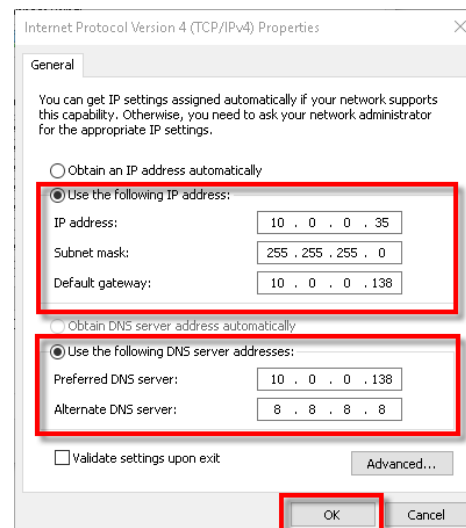 Internet Protocol Version 4 (TCP/IPv4) Properties
General
You can get IP settings assigned automatically if your network supports
this capability. Otherwise, you need to ask your network administrator
for the appropriate IP settings.
Obtain an IP address automatically
Use the following IP address:
IP address: 10 . 0 . 0 . 35
Subnet mask: 255 . 255 . 255 . 0
Default gateway: 10 . 0 . 0 . 138
Obtain DNS server address automatically
Use the following DNS server addresses:
Preferred DNS server: 10 . 0 . 0 . 138
Alternate DNS server: 8 . 8 . 8 . 8
Validate settings upon exit
Advanced...
OK Cancel